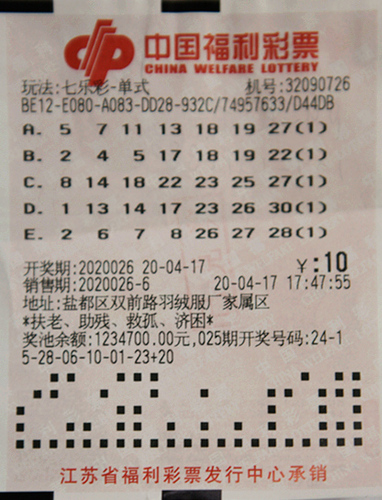 中国福利彩票
CHINA WELFARE LOTTERY
玩法:七乐彩-单式 机号:32090726
BE12-E080-A083-DD28-932C/74957633/D44DB
A. 5 7 11 13 18 19 27(1)
B. 2 4 5 17 18 19 22(1)
C. 8 14 18 22 23 25 27(1)
D. 1 13 14 17 23 26 30(1)
E. 2 6 7 8 26 27 28(1)
开奖期:2020026 20-04-17 ¥:10
销售期:2020026-6 20-04-17 17:47:55
地址:盐都区双前路羽绒服厂家属区
*扶老、助残、救孤、济困*
奖池余额:1234700.00元,025期开奖号码:24-1
5-28-06-10-01-23+20
江苏省福利彩票发行中心承销